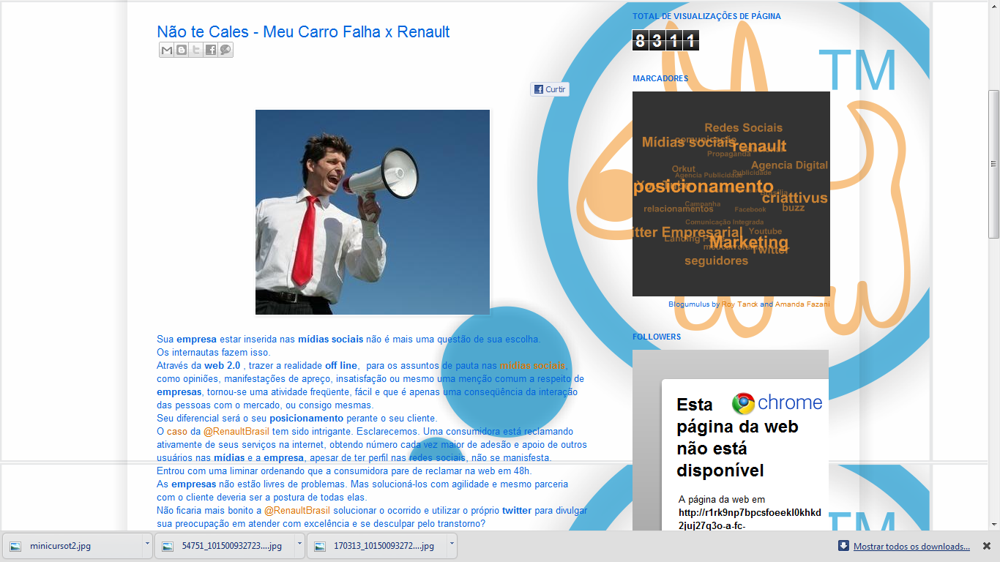 Não te Cales - Meu Carro Falha x Renault
Curtir
Sua empresa estar inserida nas mídias sociais não é mais uma questão de sua escolha.
Os internautas fazem isso.
Através da web 2.0 , trazer a realidade off line,  para os assuntos de pauta nas mídias sociais,
como opiniões, manifestações de apreço, insatisfação ou mesmo uma menção comum a respeito de
empresas, tornou-se uma atividade freqüente, fácil e que é apenas uma conseqüência da interação
das pessoas com o mercado, ou consigo mesmas.
Seu diferencial será o seu posicionamento perante o seu cliente.
O caso da @RenaultBrasil tem sido intrigante. Esclarecemos. Uma consumidora está reclamando
ativamente de seus serviços na internet, obtendo número cada vez maior de adesão e apoio de outros
usuários nas mídias e a empresa, apesar de ter perfil nas redes sociais, não se manisfesta.
Entrou com uma liminar ordenando que a consumidora pare de reclamar na web em 48h.
As empresas não estão livres de problemas. Mas solucioná-los com agilidade e mesmo parceria
com o cliente deveria ser a postura de todas elas.
Não ficaria mais bonito a @RenaultBrasil solucionar o ocorrido e utilizar o próprio twitter para divulgar
sua preocupação em atender com excelência e se desculpar pelo transtorno?
TOTAL DE VISUALIZAÇÕES DE PÁGINA
8311
TM
MARCADORES
Redes Sociais
comunicação
Mídias sociais
renault
Propaganda
Agencia Digital
Orkut
Agencia Publicidade
Publicidade
posicionamento
criattivus
Campanha
relacionamentos
Facebook
buzz
Comunicação Integrada
itter Empresarial
Youtube
Marketing
Twitter
seguidores
Blogumulus by Roy Tanck and Amanda Fazani
FOLLOWERS
chrome
Esta
página da web
não está
disponível
A página da web em
http://r1rk9np7bpcsfoeekl0khkd
2juj27q3o-a-fc-
TM
minicursot2.jpg
54751_101500932723....jpg
170313_10150093272....jpg
Mostrar todos os downloads...